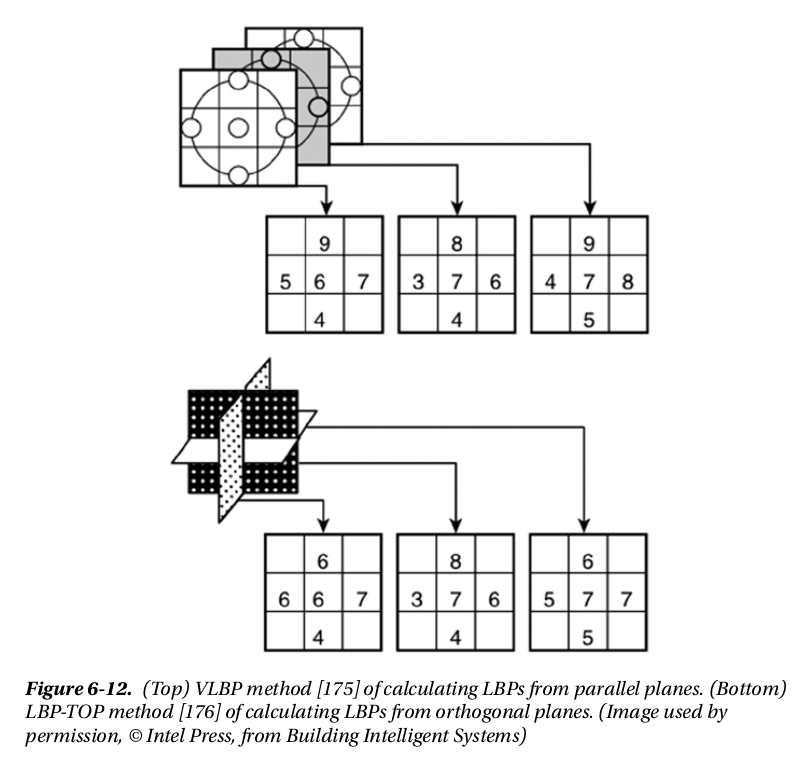 9 8 9
5 6 7 3 7 6 4 7 8
4 4 5
6 8 6
6 6 7 3 7 6 5 7 7
4 4 5
Figure 6-12. (Top) VLBP method [175] of calculating LBPs from parallel planes. (Bottom)
LBP-TOP method [176] of calculating LBPs from orthogonal planes. (Image used by
permission, © Intel Press, from Building Intelligent Systems)